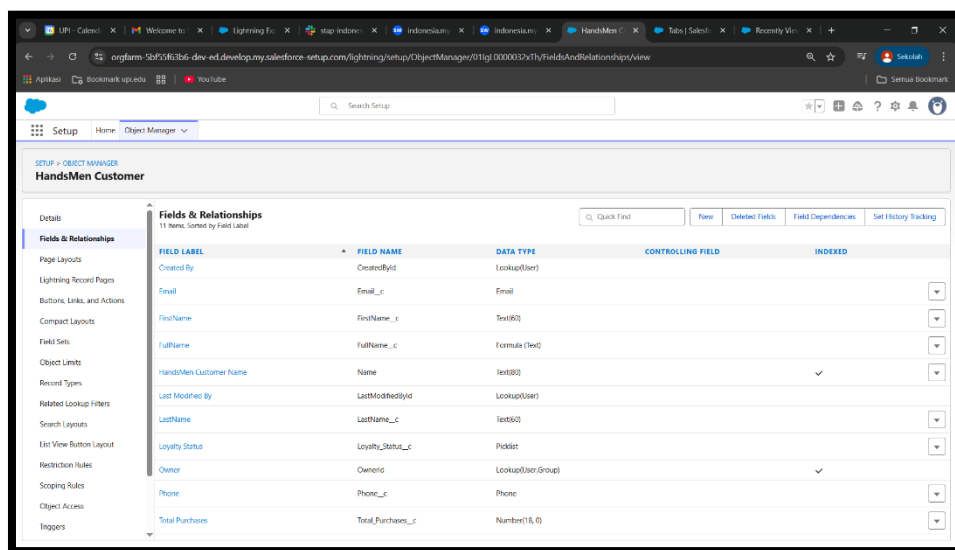 UPI - Calend
Welcome to
Lightning Ex
stap-indones
indonesia.my
indonesia.my
HandsMen C
Tabs | Salesfo
Recently View
orgfarm-5bf55f63b6-dev-ed.develop.my.salesforce-setup.com/lightning/setup/ObjectManager/01IgL0000032xTh/FieldsAndRelationships/view
Sekolah
Aplikasi
Bookmark upi.edu
YouTube
Semua Bookmark
Search Setup
Setup
Home
Object Manager
SETUP > OBJECT MANAGER
HandsMen Customer
Details
Fields & Relationships
Page Layouts
Lightning Record Pages
Buttons, Links, and Actions
Compact Layouts
Field Sets
Object Limits
Record Types
Related Lookup Filters
Search Layouts
List View Button Layout
Restriction Rules
Scoping Rules
Object Access
Triggers
Fields & Relationships
11 Items, Sorted by Field Label
Quick Find
New
Deleted Fields
Field Dependencies
Set History Tracking
FIELD LABEL FIELD NAME DATA TYPE CONTROLLING FIELD INDEXED
Created By CreatedById Lookup(User)
Email Email__c Email
FirstName FirstName__c Text(60)
FullName FullName__c Formula (Text)
HandsMen Customer Name Name Text(80)
Last Modified By LastModifiedById Lookup(User)
LastName LastName__c Text(60)
Loyalty Status Loyalty_Status__c Picklist
Owner OwnerId Lookup(User,Group)
Phone Phone__c Phone
Total Purchases Total_Purchases__c Number(18, 0)